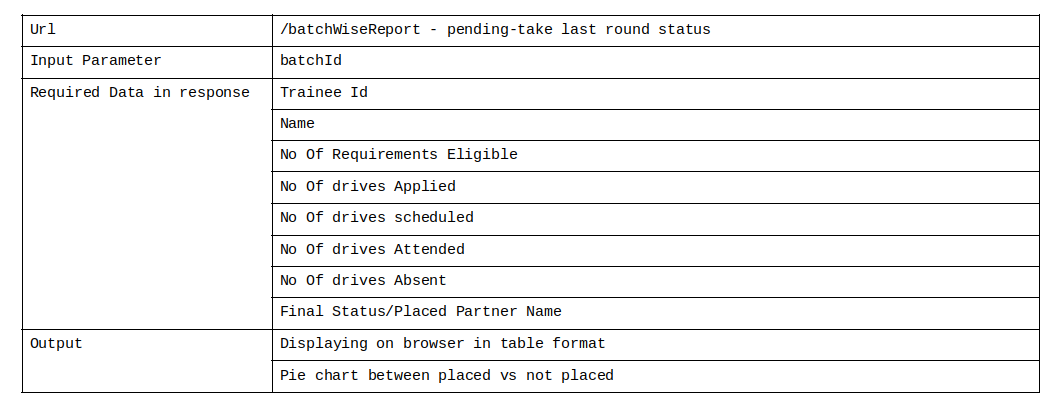 Url
/batchWiseReport - pending-take last round status
Input Parameter
batchId
Required Data in response
Trainee Id
Name
No Of Requirements Eligible
No Of drives Applied
No Of drives scheduled
No Of drives Attended
No Of drives Absent
Final Status/Placed Partner Name
Output
Displaying on browser in table format
Pie chart between placed vs not placed